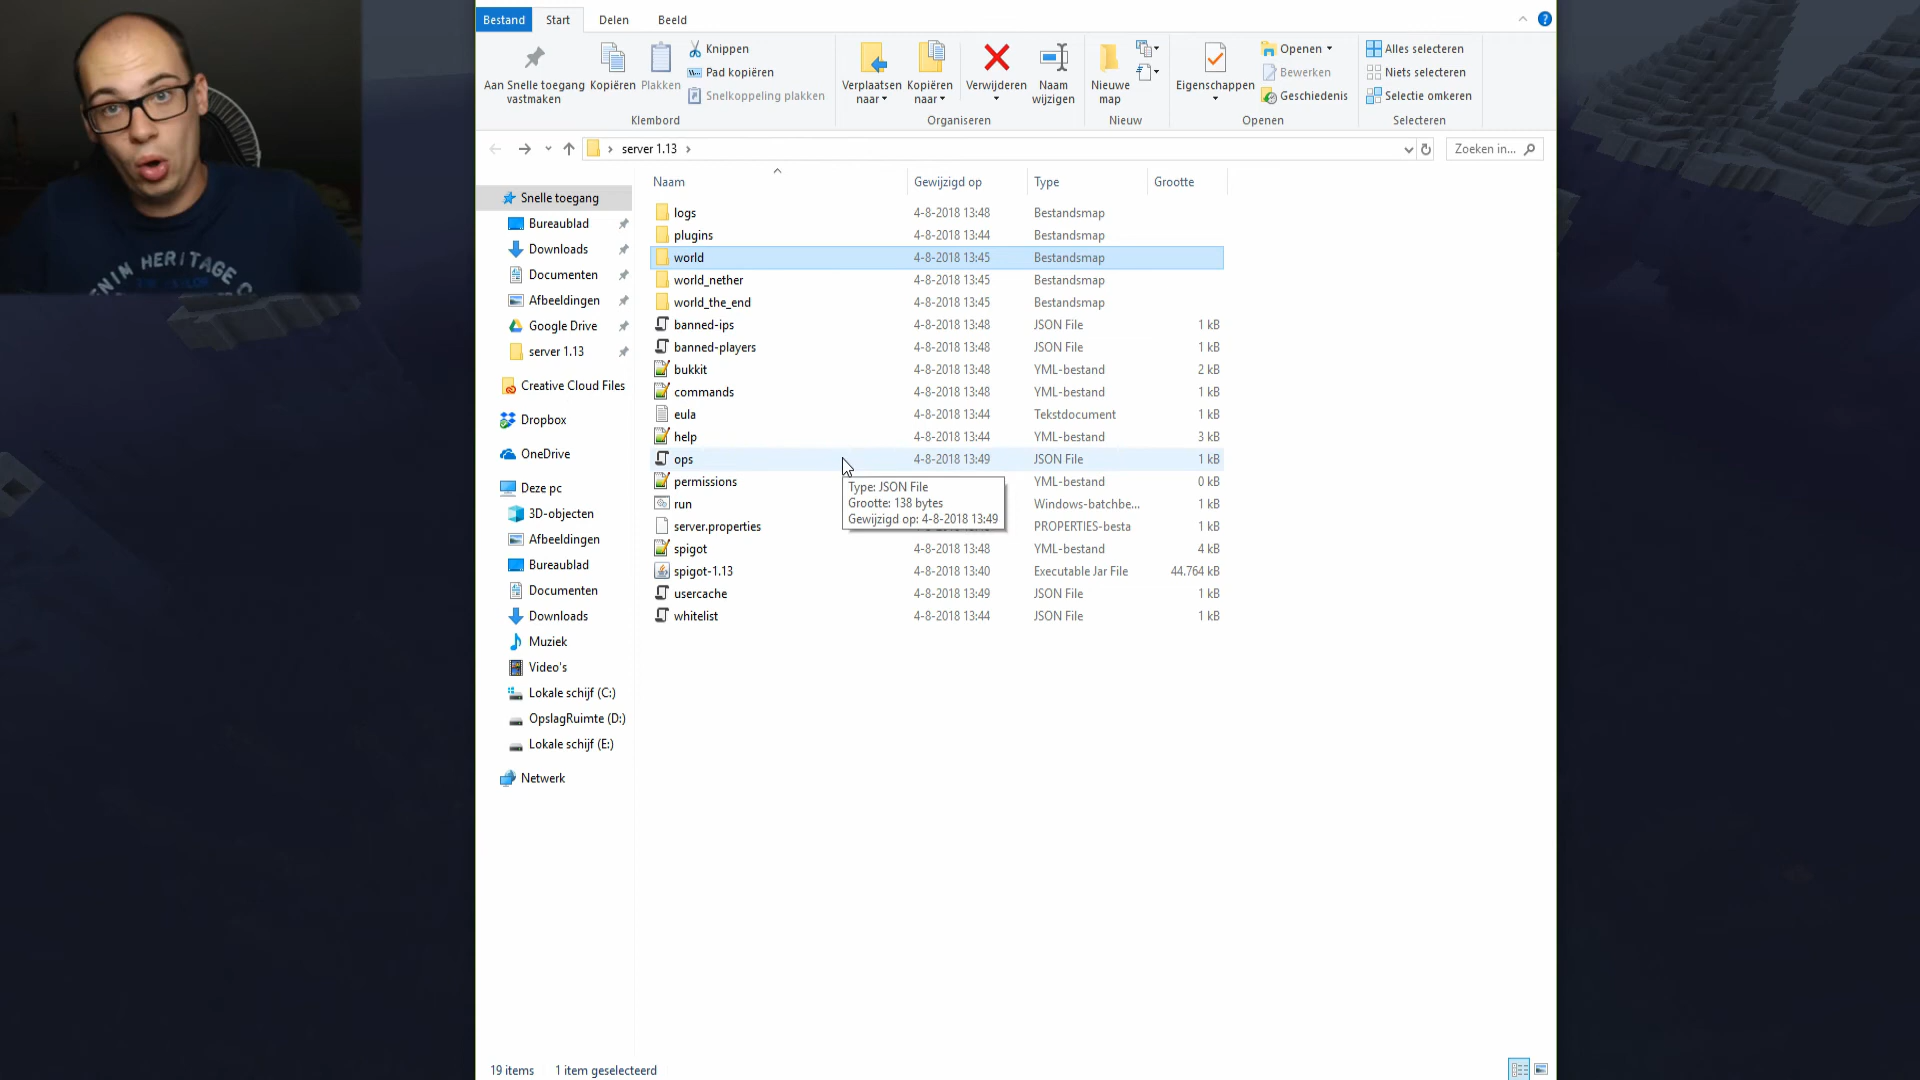 Bestand Start Delen Beeld
Aan Snelle toegang vastmaken
Kopiëren
Plakken
Knippen
Pad kopiëren
Snelkoppeling plakken
Klembord
Verplaatsen naar
Kopiëren naar
Verwijderen
Naam wijzigen
Organiseren
Nieuwe map
Nieuw
Eigenschappen
Openen
Bewerken
Geschiedenis
Openen
Alles selecteren
Niets selecteren
Selectie omkeren
Selecteren
server 1.13
Zoeken in...
Snelle toegang
Bureaublad
Downloads
Documenten
Afbeeldingen
Google Drive
server 1.13
Creative Cloud Files
Dropbox
OneDrive
Deze pc
3D-objecten
Afbeeldingen
Bureaublad
Documenten
Downloads
Muziek
Video's
Lokale schijf (C:)
OpslagRuimte (D:)
Lokale schijf (E:)
Netwerk
Naam Gewijzigd op Type Grootte
logs 4-8-2018 13:48 Bestandsmap
plugins 4-8-2018 13:44 Bestandsmap
world 4-8-2018 13:45 Bestandsmap
world_nether 4-8-2018 13:45 Bestandsmap
world_the_end 4-8-2018 13:45 Bestandsmap
banned-ips 4-8-2018 13:48 JSON File 1 kB
banned-players 4-8-2018 13:48 JSON File 1 kB
bukkit 4-8-2018 13:48 YML-bestand 2 kB
commands 4-8-2018 13:48 YML-bestand 1 kB
eula 4-8-2018 13:44 Tekstdocument 1 kB
help 4-8-2018 13:44 YML-bestand 3 kB
ops 4-8-2018 13:49 JSON File 1 kB
permissions YML-bestand 0 kB
run Windows-batchbe... 1 kB
server.properties PROPERTIES-besta 1 kB
spigot 4-8-2018 13:48 YML-bestand 4 kB
spigot-1.13 4-8-2018 13:40 Executable Jar File 44.764 kB
usercache 4-8-2018 13:49 JSON File 1 kB
whitelist 4-8-2018 13:44 JSON File 1 kB
Type: JSON File
Grootte: 138 bytes
Gewijzigd op: 4-8-2018 13:49
19 items 1 item geselecteerd
HERITAGE